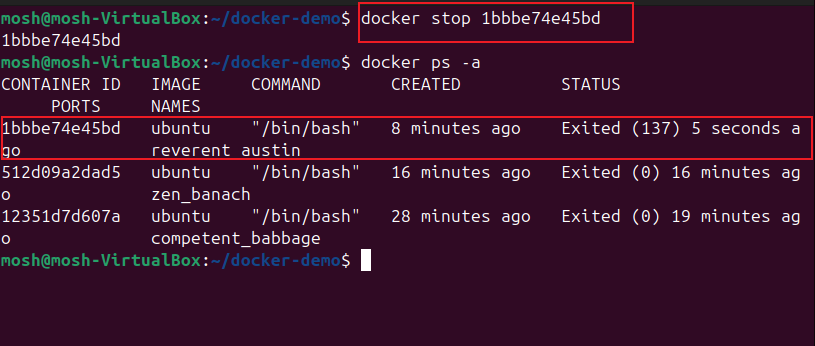 mosh@mosh-VirtualBox:~/docker-demo$ docker stop 1bbbe74e45bd
1bbbe74e45bd
mosh@mosh-VirtualBox:~/docker-demo$ docker ps -a
CONTAINER ID   IMAGE     COMMAND       CREATED          STATUS
     PORTS     NAMES
1bbbe74e45bd   ubuntu    "/bin/bash"   8 minutes ago    Exited (137) 5 seconds a
go             reverent_austin
512d09a2dad5   ubuntu    "/bin/bash"   16 minutes ago   Exited (0) 16 minutes ag
o              zen_banach
12351d7d607a   ubuntu    "/bin/bash"   28 minutes ago   Exited (0) 19 minutes ag
o              competent_babbage
mosh@mosh-VirtualBox:~/docker-demo$